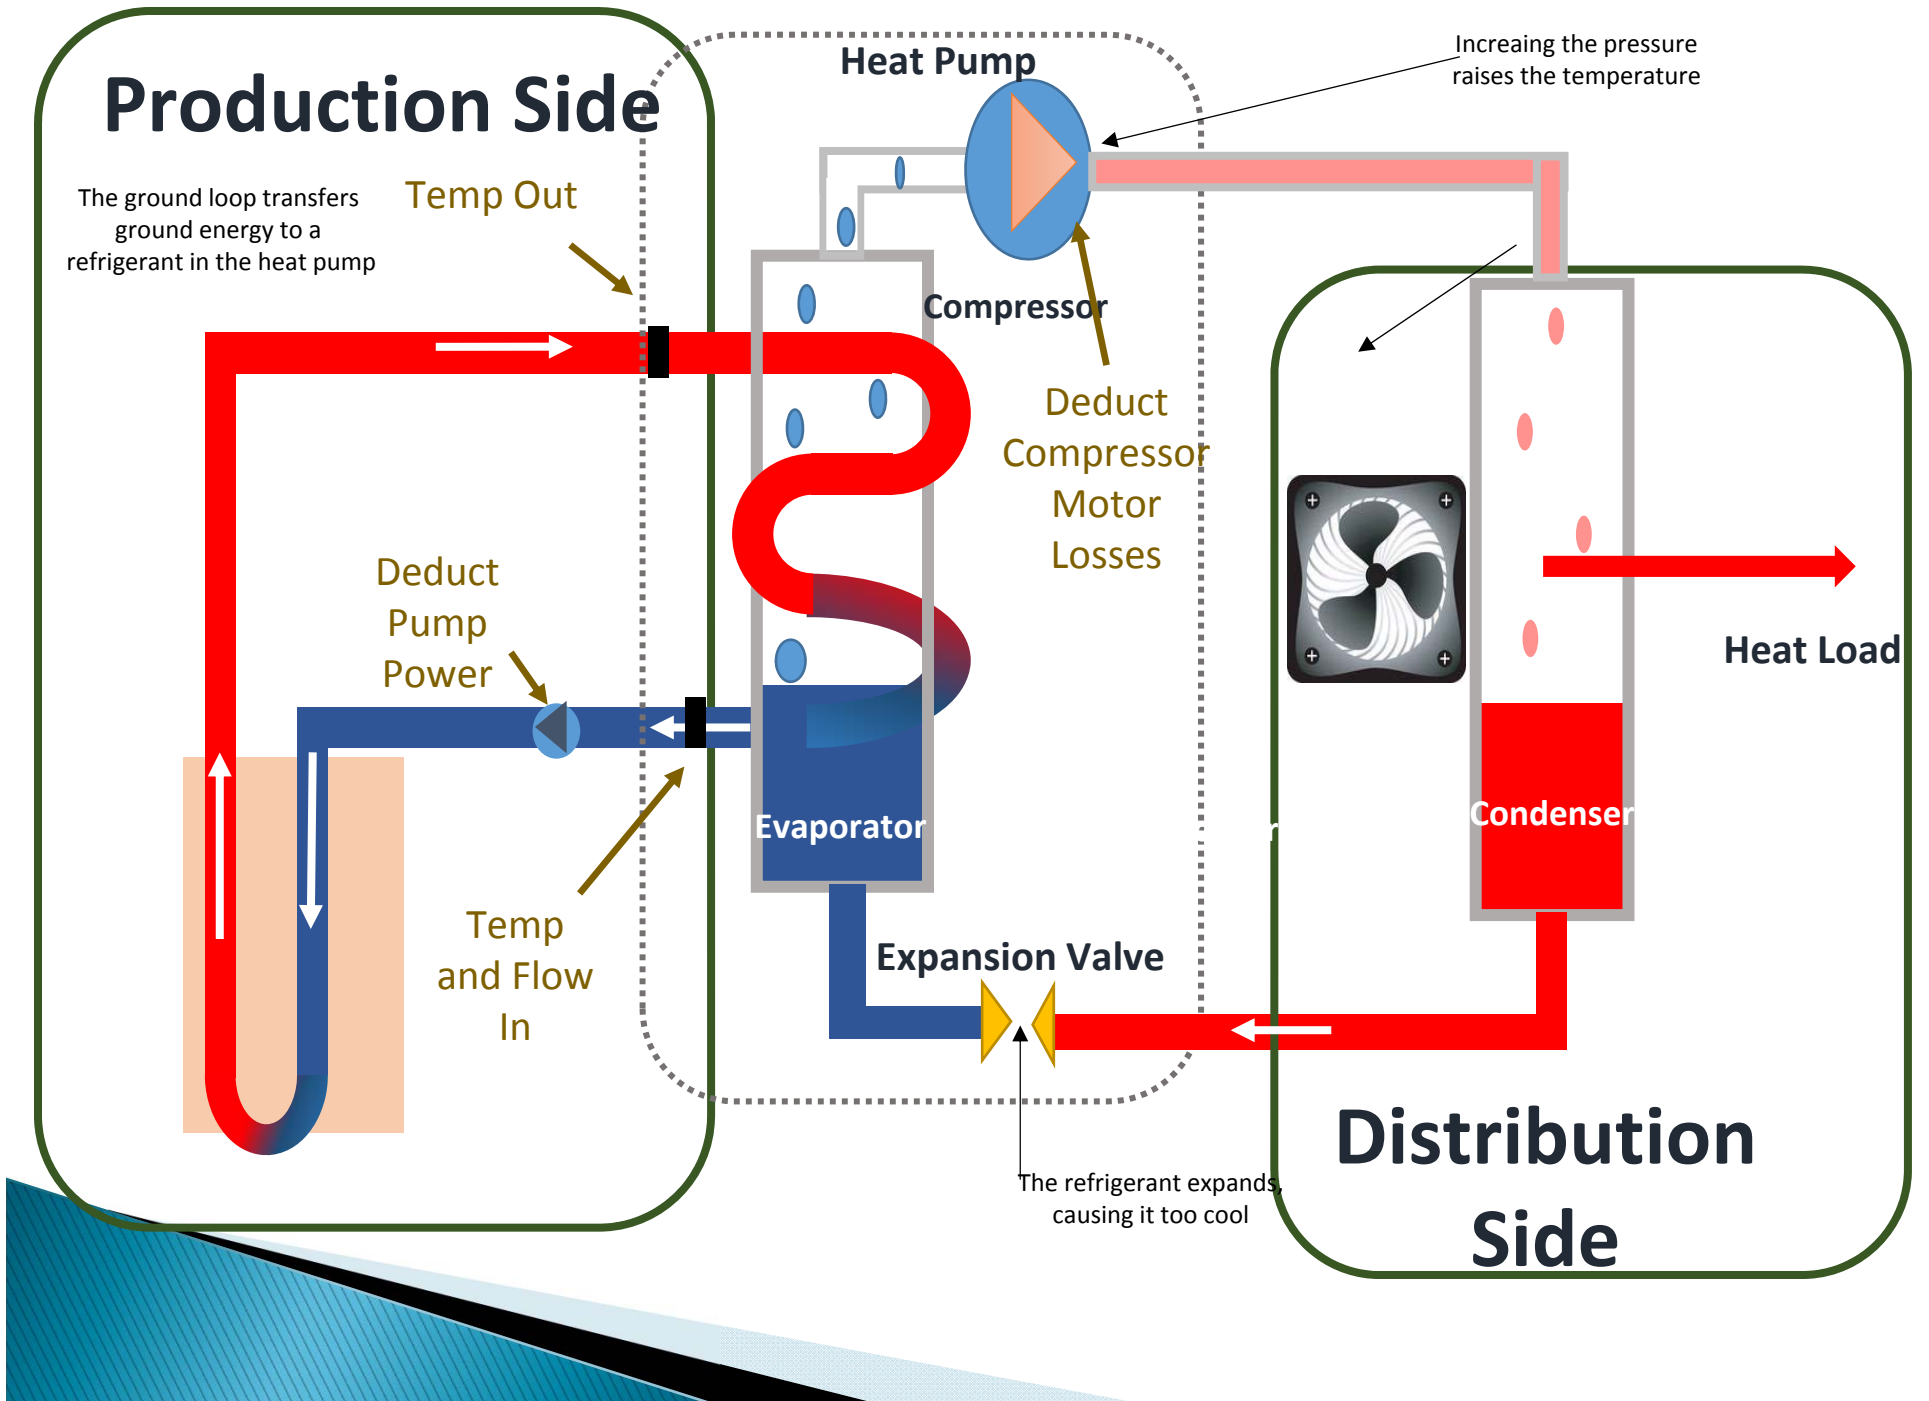 Heat Pump
Increaing the pressure
raises the temperature
Production Side
The ground loop transfers
ground energy to a
refrigerant in the heat pump
Temp Out
Compressor
Deduct
Compressor
Motor
Losses
Deduct
Pump
Power
Heat Load
Evaporator
r
Condenser
Temp
and Flow
In
Expansion Valve
The refrigerant expands,
causing it too cool
Distribution
Side